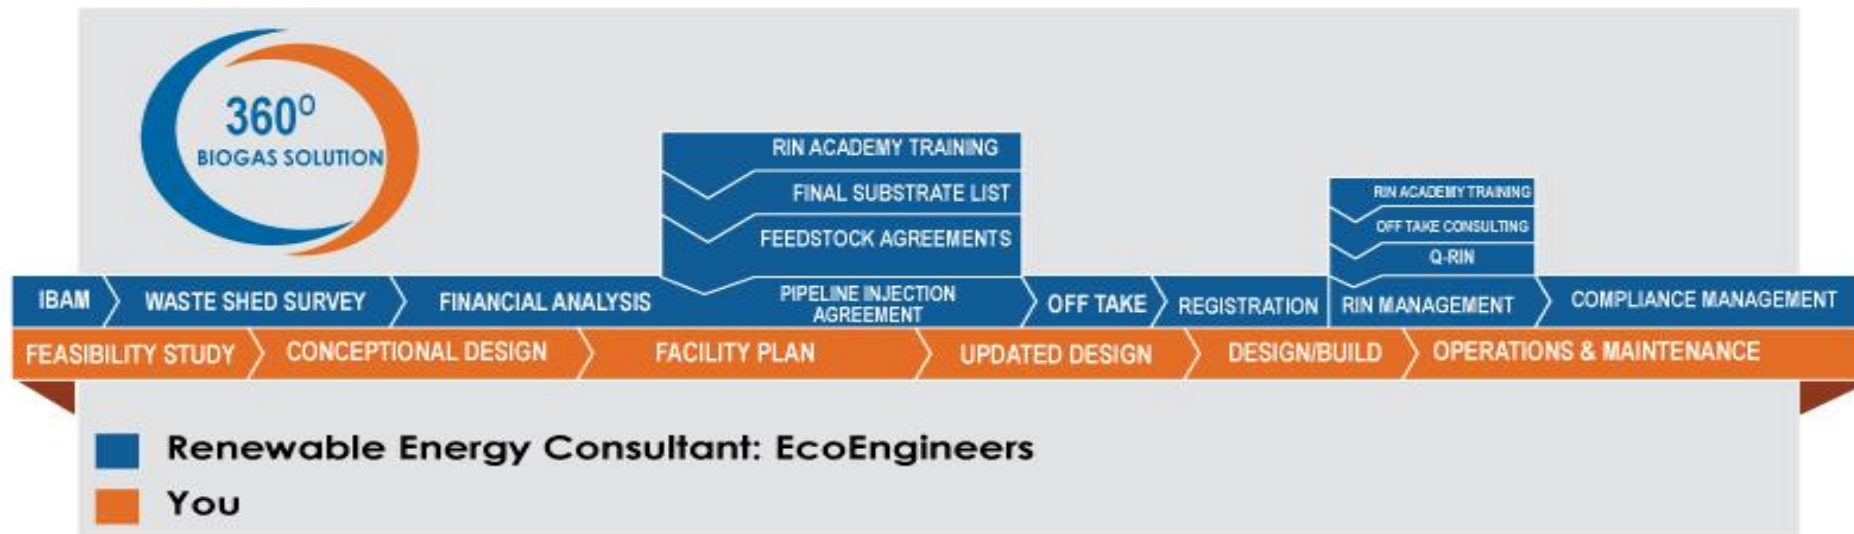 360º
BIOGAS SOLUTION
RIN ACADEMY TRAINING
FINAL SUBSTRATE LIST
FEEDSTOCK AGREEMENTS
RIN ACADEMY TRAINING
OFF TAKE CONSULTING
Q-RIN
IBAM
WASTE SHED SURVEY
FINANCIAL ANALYSIS
PIPELINE INJECTION
AGREEMENT
OFF TAKE
REGISTRATION
RIN MANAGEMENT
COMPLIANCE MANAGEMENT
FEASIBILITY STUDY
CONCEPTIONAL DESIGN
FACILITY PLAN
UPDATED DESIGN
DESIGN/BUILD
OPERATIONS & MAINTENANCE
Renewable Energy Consultant: EcoEngineers
You